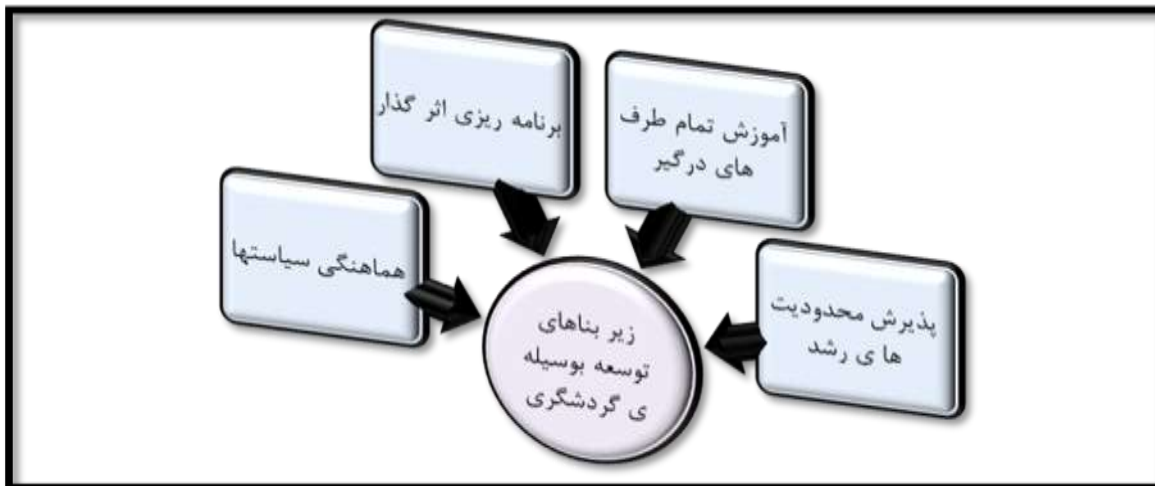 آموزش تمام طرف
های درگیر
برنامه ریزی اثر گذار
هماهنگی سیاستها
پذیرش محدودیت
ها ی رشد
زیر بناهای
توسعه بوسیله
ی گردشگری